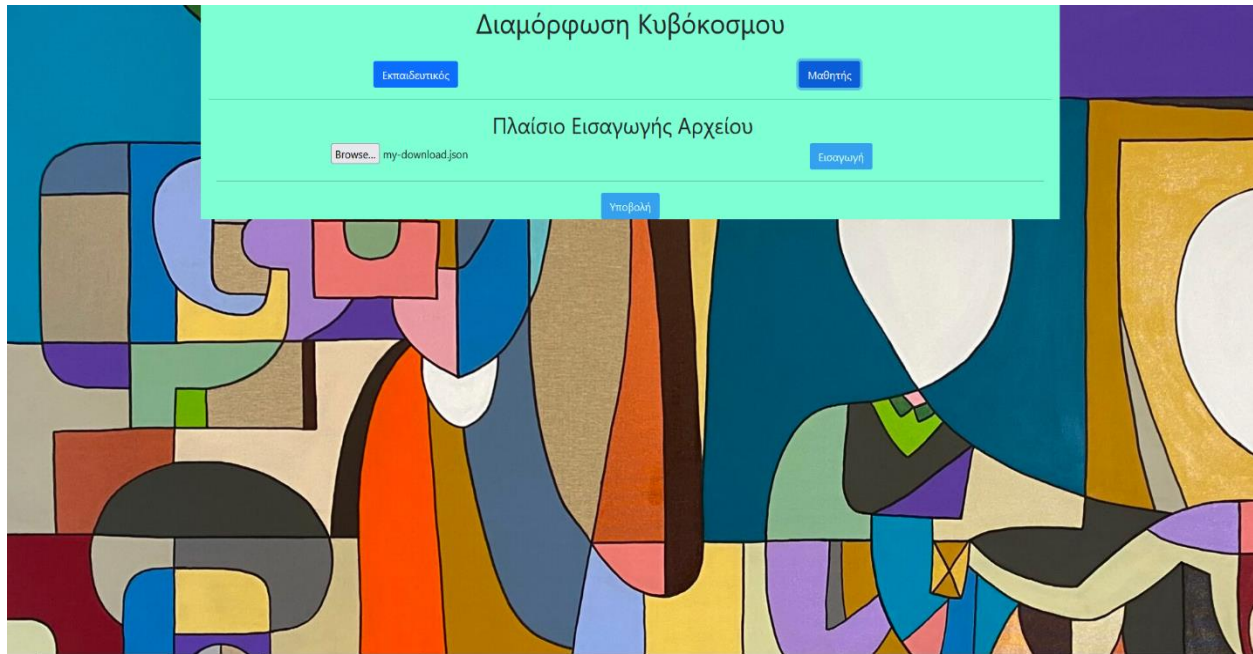 Διαμόρφωση Κυβόκοσμου
Εκπαιδευτικός Μαθητής
Πλαίσιο Εισαγωγής Αρχείου
Browse... my-download.json Εισαγωγή
Υποβολή